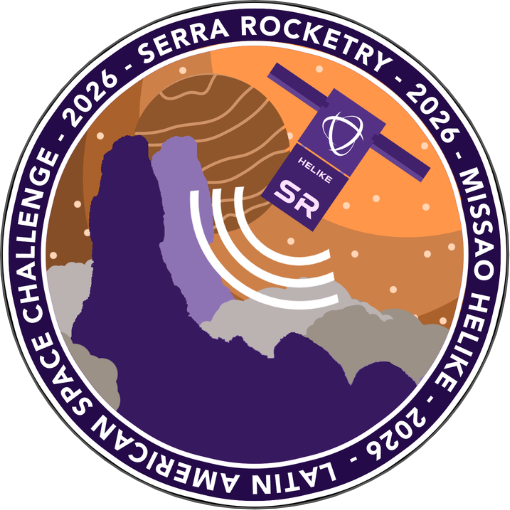 SERRA ROCKETRY - 2026 - MISSAO HELIKE - 2026 - LATIN AMERICAN SPACE CHALLENGE - 2026 -
HELIKE
SR